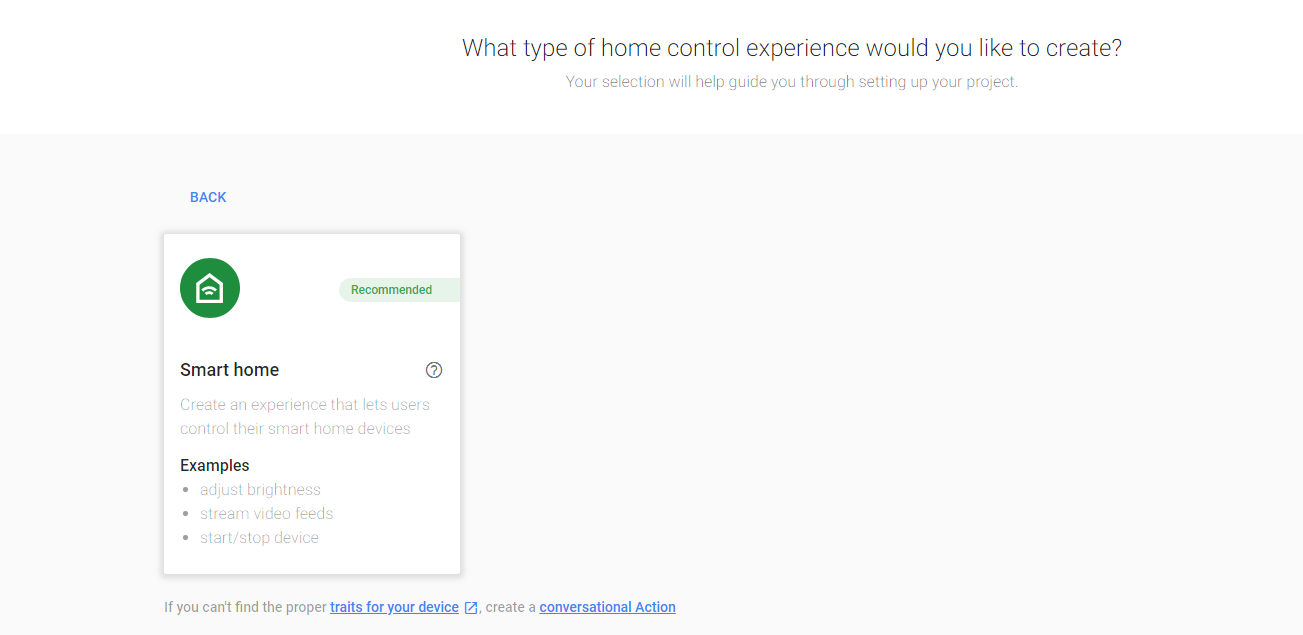 What type of home control experience would you like to create?
Your selection will help guide you through setting up your project.
BACK
Recommended
Smart home
Create an experience that lets users
control their smart home devices
Examples
• adjust brightness
• stream video feeds
• start/stop device
If you can't find the proper traits for your device, create a conversational Action